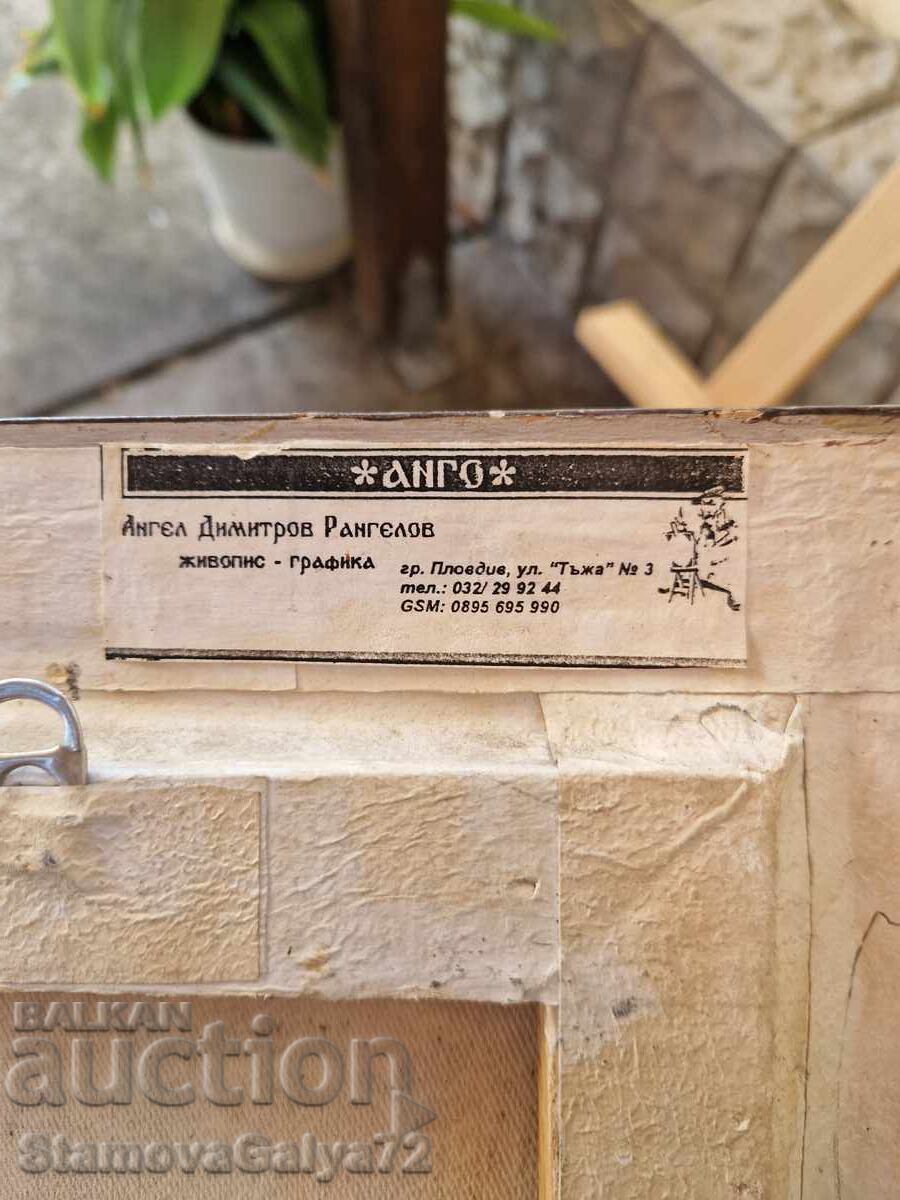 *АНГО*
Ангел Димитров Рангелов
живопис - графика
гр. Пловдив, ул. "Тъжа" № 3
тел.: 032/ 29 92 44
GSM: 0895 695 990
BALKAN
auction
StamovaGalya72